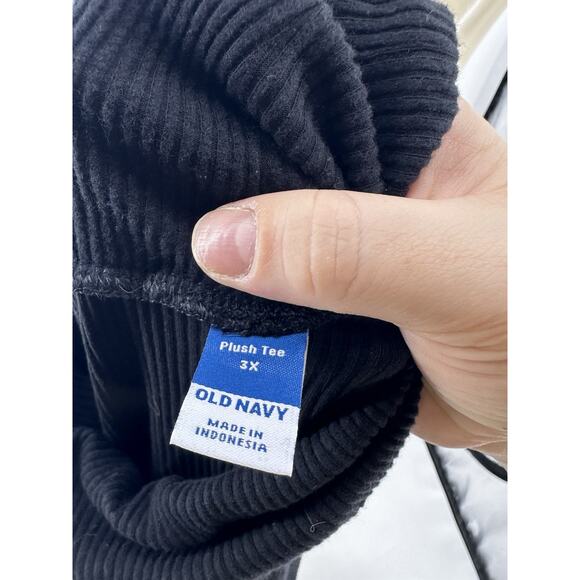 Plush Tee
3X
OLD NAVY
MADE IN
INDONESIA